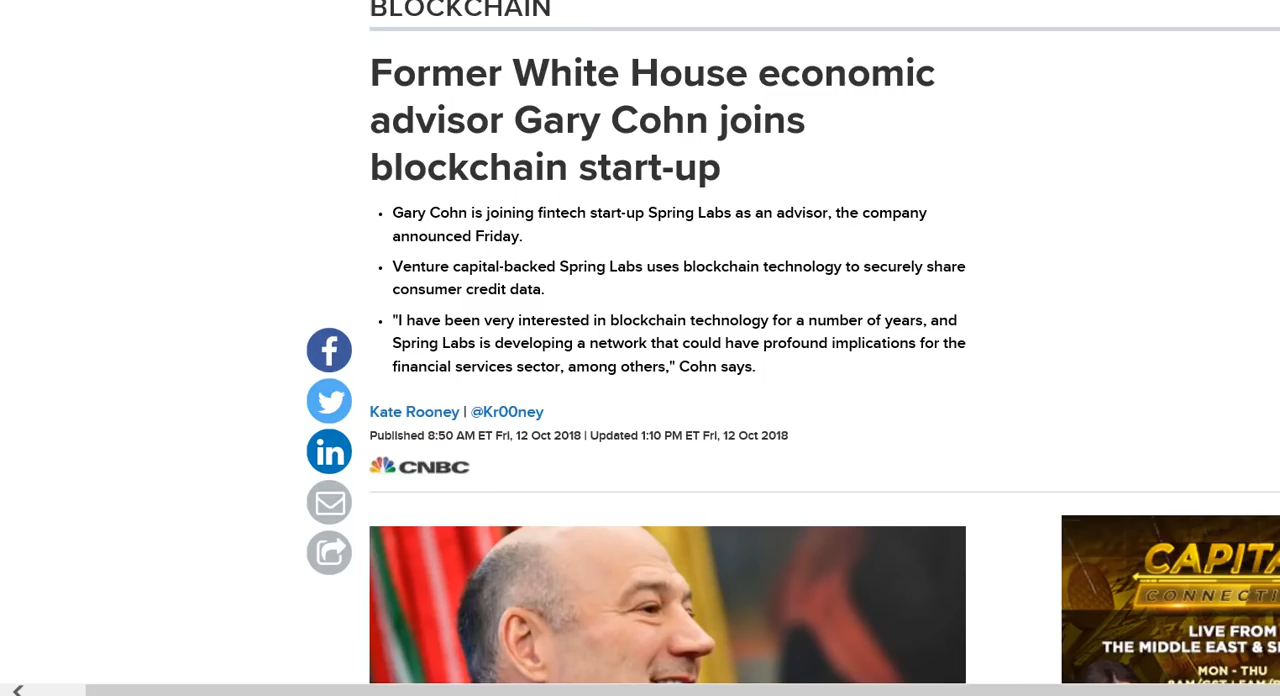 BLOCKCHAIN
Former White House economic
advisor Gary Cohn joins
blockchain start-up
Gary Cohn is joining fintech start-up Spring Labs as an advisor, the company
announced Friday.
Venture capital-backed Spring Labs uses blockchain technology to securely share
consumer credit data.
"I have been very interested in blockchain technology for a number of years, and
Spring Labs is developing a network that could have profound implications for the
financial services sector, among others," Cohn says.
Kate Rooney | @Kr00ney
Published 8:50 AM ET Fri, 12 Oct 2018 | Updated 1:10 PM ET Fri, 12 Oct 2018
CNBC
CAPITA
CONNECTI
LIVE FROM
THE MIDDLE EAST & S
MON - THU